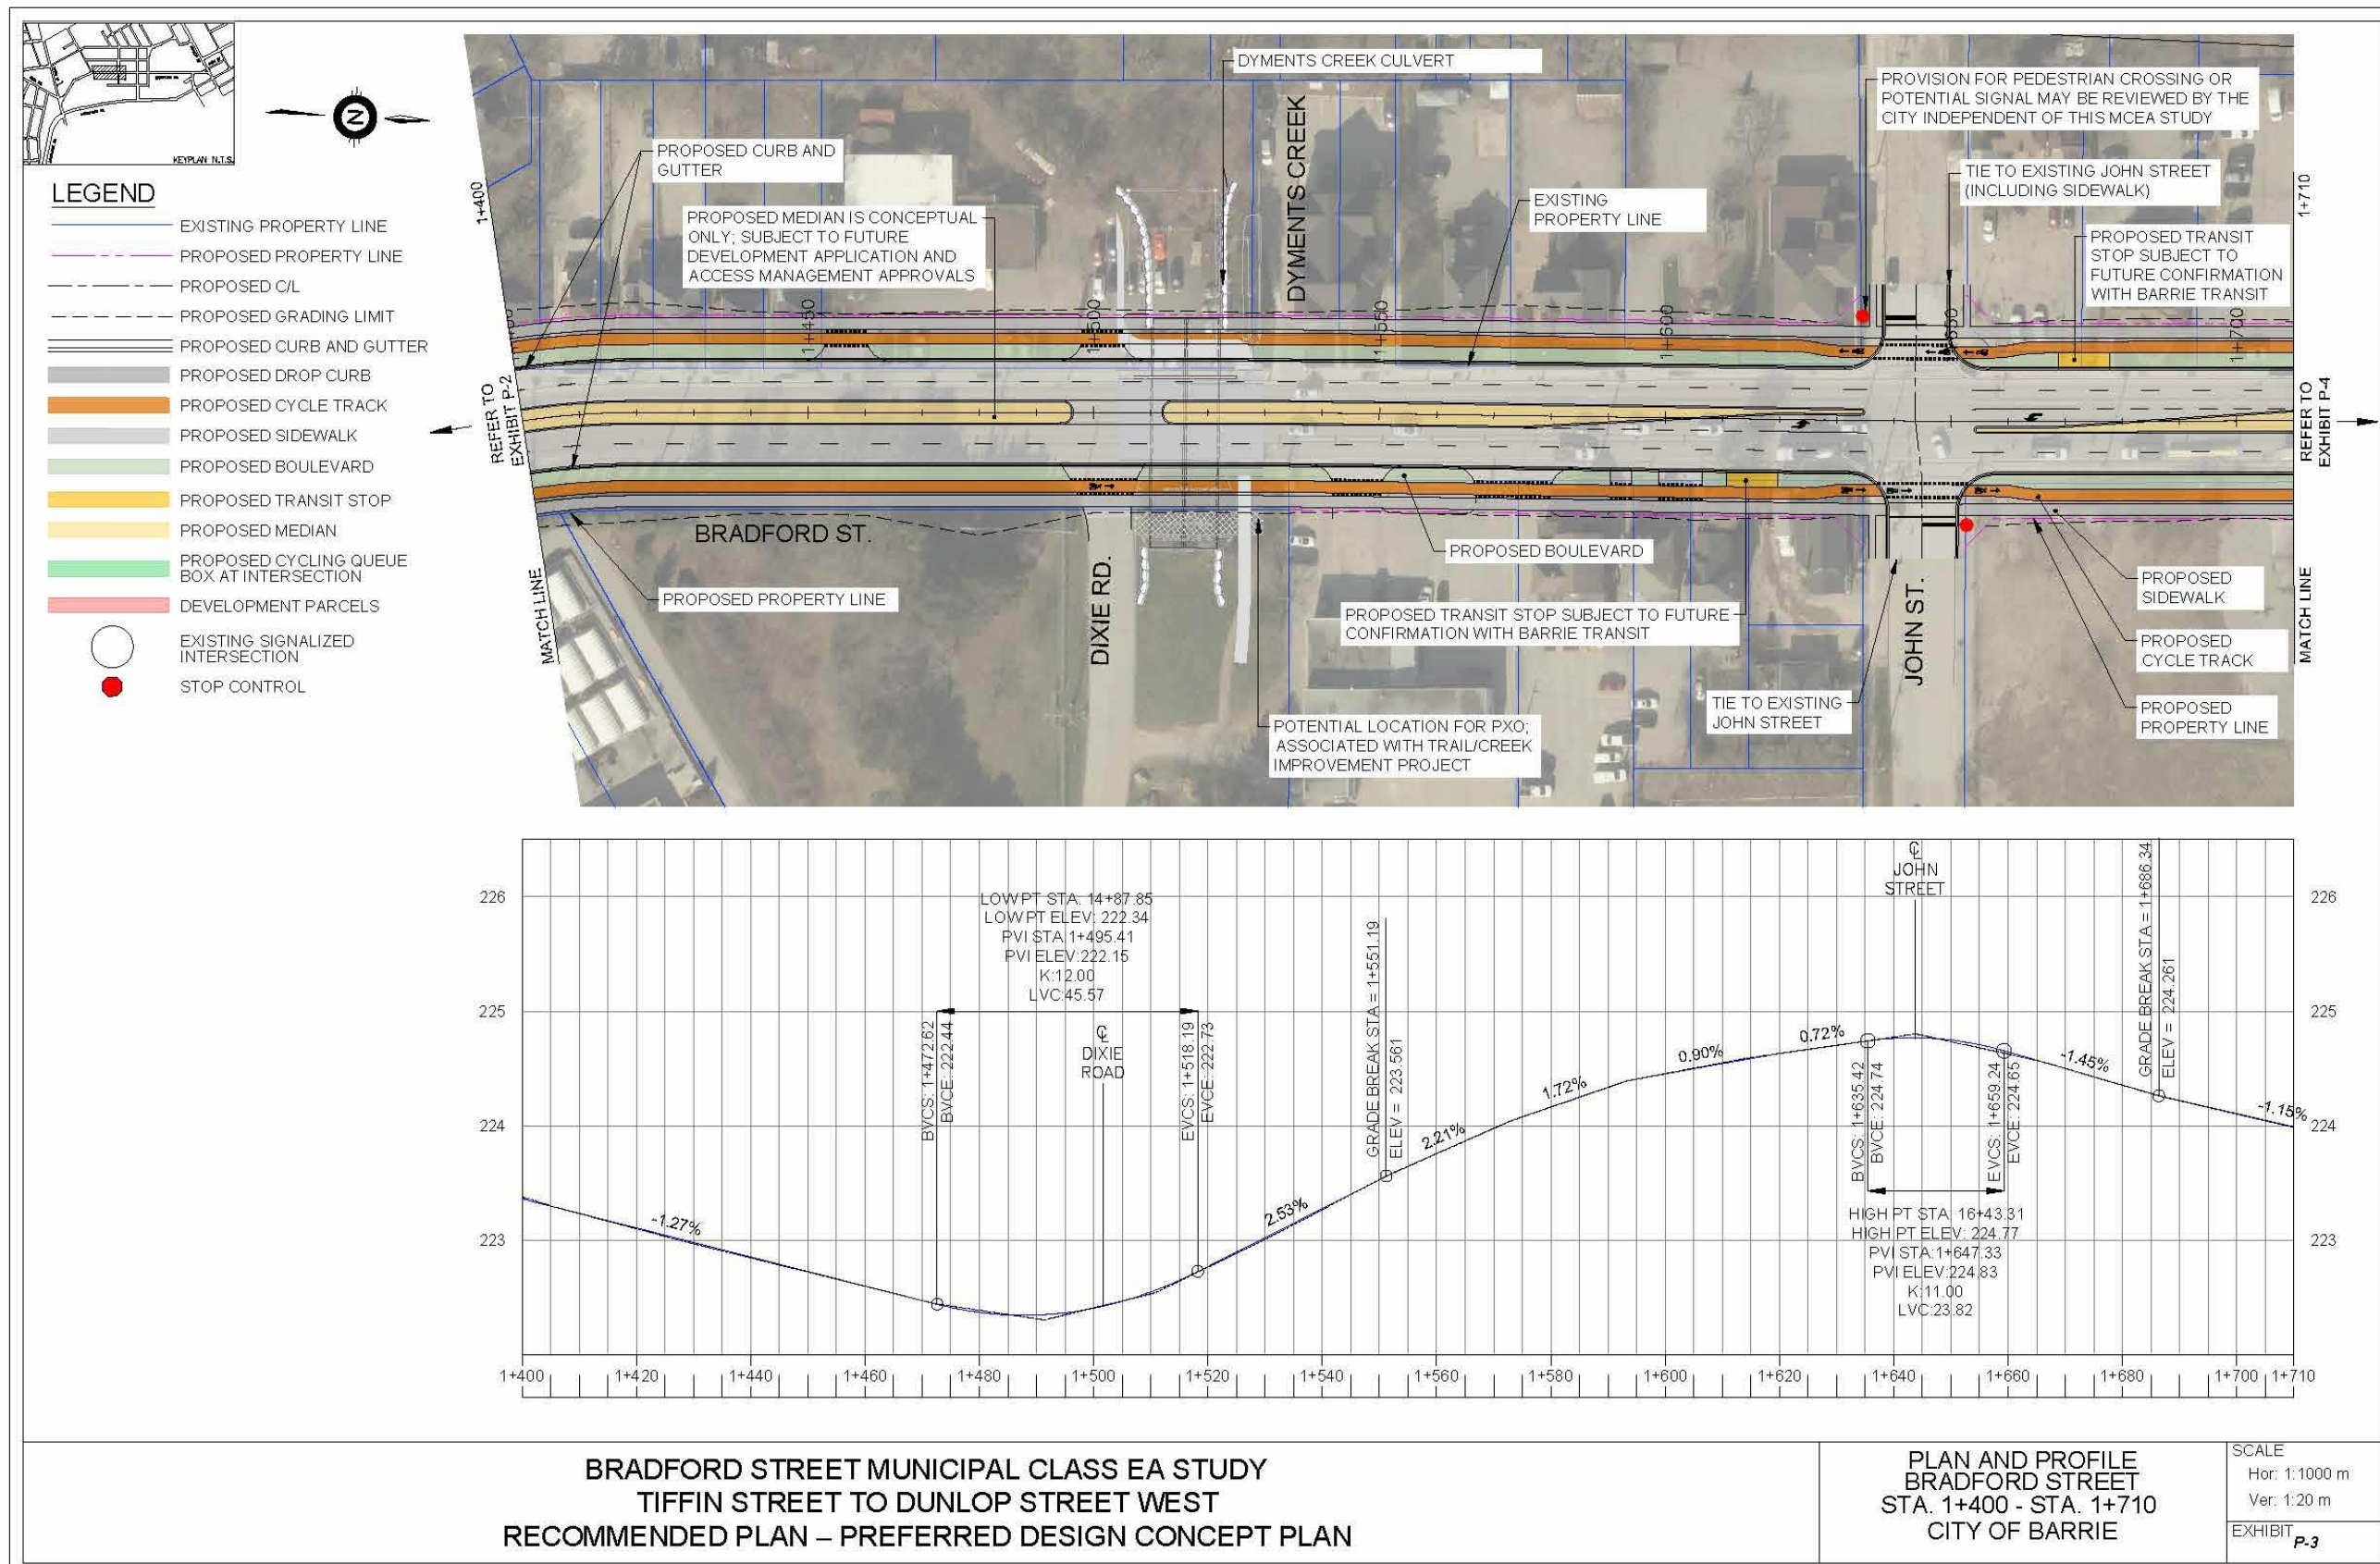 KEYPLAN N.T.S.
N
LEGEND
EXISTING PROPERTY LINE
PROPOSED PROPERTY LINE
PROPOSED C/L
PROPOSED GRADING LIMIT
PROPOSED CURB AND GUTTER
PROPOSED DROP CURB
PROPOSED CYCLE TRACK
PROPOSED SIDEWALK
PROPOSED BOULEVARD
PROPOSED TRANSIT STOP
PROPOSED MEDIAN
PROPOSED CYCLING QUEUE
BOX AT INTERSECTION
DEVELOPMENT PARCELS
EXISTING SIGNALIZED
INTERSECTION
STOP CONTROL
1+400
REFER TO
EXHIBIT P-2
MATCH LINE
PROPOSED CURB AND
GUTTER
PROPOSED MEDIAN IS CONCEPTUAL
ONLY; SUBJECT TO FUTURE
DEVELOPMENT APPLICATION AND
ACCESS MANAGEMENT APPROVALS
DYMENTS CREEK CULVERT
DYMENTS CREEK
EXISTING
PROPERTY LINE
PROVISION FOR PEDESTRIAN CROSSING OR
POTENTIAL SIGNAL MAY BE REVIEWED BY THE
CITY INDEPENDENT OF THIS MCEA STUDY
TIE TO EXISTING JOHN STREET
(INCLUDING SIDEWALK)
PROPOSED TRANSIT
STOP SUBJECT TO
FUTURE CONFIRMATION
WITH BARRIE TRANSIT
1+710
REFER TO
EXHIBIT P-4
MATCH LINE
1+450
1+500
1+550
1+600
1+650
1+700
BRADFORD ST.
PROPOSED PROPERTY LINE
DIXIE RD.
PROPOSED BOULEVARD
PROPOSED TRANSIT STOP SUBJECT TO FUTURE
CONFIRMATION WITH BARRIE TRANSIT
POTENTIAL LOCATION FOR PXO;
ASSOCIATED WITH TRAIL/CREEK
IMPROVEMENT PROJECT
TIE TO EXISTING
JOHN STREET
JOHN ST.
PROPOSED
SIDEWALK
PROPOSED
CYCLE TRACK
PROPOSED
PROPERTY LINE
226
225
224
223
LOW PT STA. 14+87.85
LOW PT ELEV: 222.34
PVI STA:1+495.41
PVI ELEV:222.15
K:12.00
LVC:45.57
BVCS: 1+472.62
BVCE: 222.44
℄
DIXIE
ROAD
EVCS: 1+518.19
EVCE: 222.73
GRADE BREAK STA = 1+551.19
ELEV = 223.561
℄
JOHN
STREET
BVCS: 1+635.42
BVCE: 224.74
EVCS: 1+659.24
EVCE: 224.65
HIGH PT STA: 16+43.31
HIGH PT ELEV: 224.77
PVI STA:1+647.33
PVI ELEV:224.83
K:11.00
LVC:23.82
GRADE BREAK STA = 1+686.34
ELEV = 224.261
-1.27%
2.53%
2.21%
1.72%
0.90%
0.72%
-1.45%
-1.15%
226
225
224
223
1+400 1+420 1+440 1+460 1+480 1+500 1+520 1+540 1+560 1+580 1+600 1+620 1+640 1+660 1+680 1+700 1+710
BRADFORD STREET MUNICIPAL CLASS EA STUDY
TIFFIN STREET TO DUNLOP STREET WEST
RECOMMENDED PLAN – PREFERRED DESIGN CONCEPT PLAN
PLAN AND PROFILE
BRADFORD STREET
STA. 1+400 - STA. 1+710
CITY OF BARRIE
SCALE
Hor: 1:1000 m
Ver: 1:20 m
EXHIBIT P-3